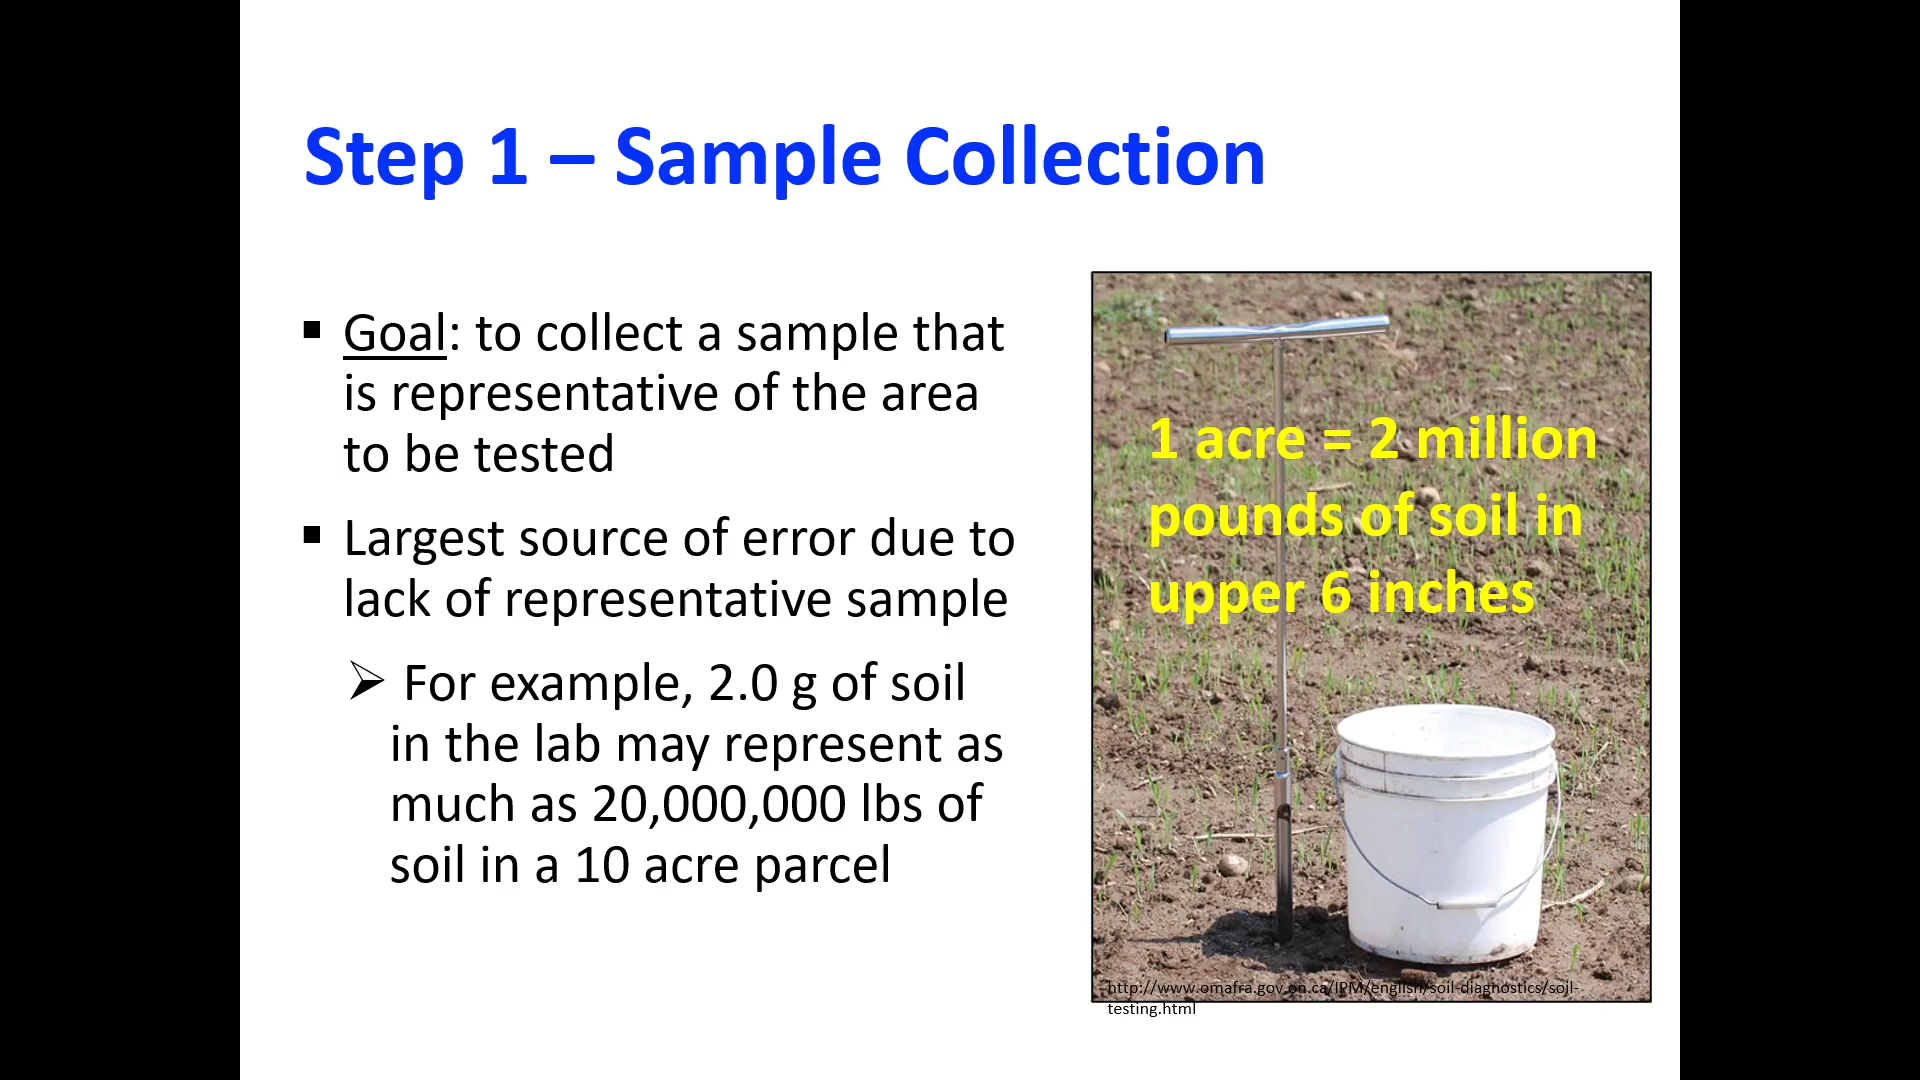 Step 1 – Sample Collection
▪ Goal: to collect a sample that
is representative of the area
to be tested
▪ Largest source of error due to
lack of representative sample
➢ For example, 2.0 g of soil
in the lab may represent as
much as 20,000,000 lbs of
soil in a 10 acre parcel
1 acre = 2 million
pounds of soil in
upper 6 inches
http://www.omafra.gov.on.ca/IPM/english/soil-diagnostics/soil-
testing.html